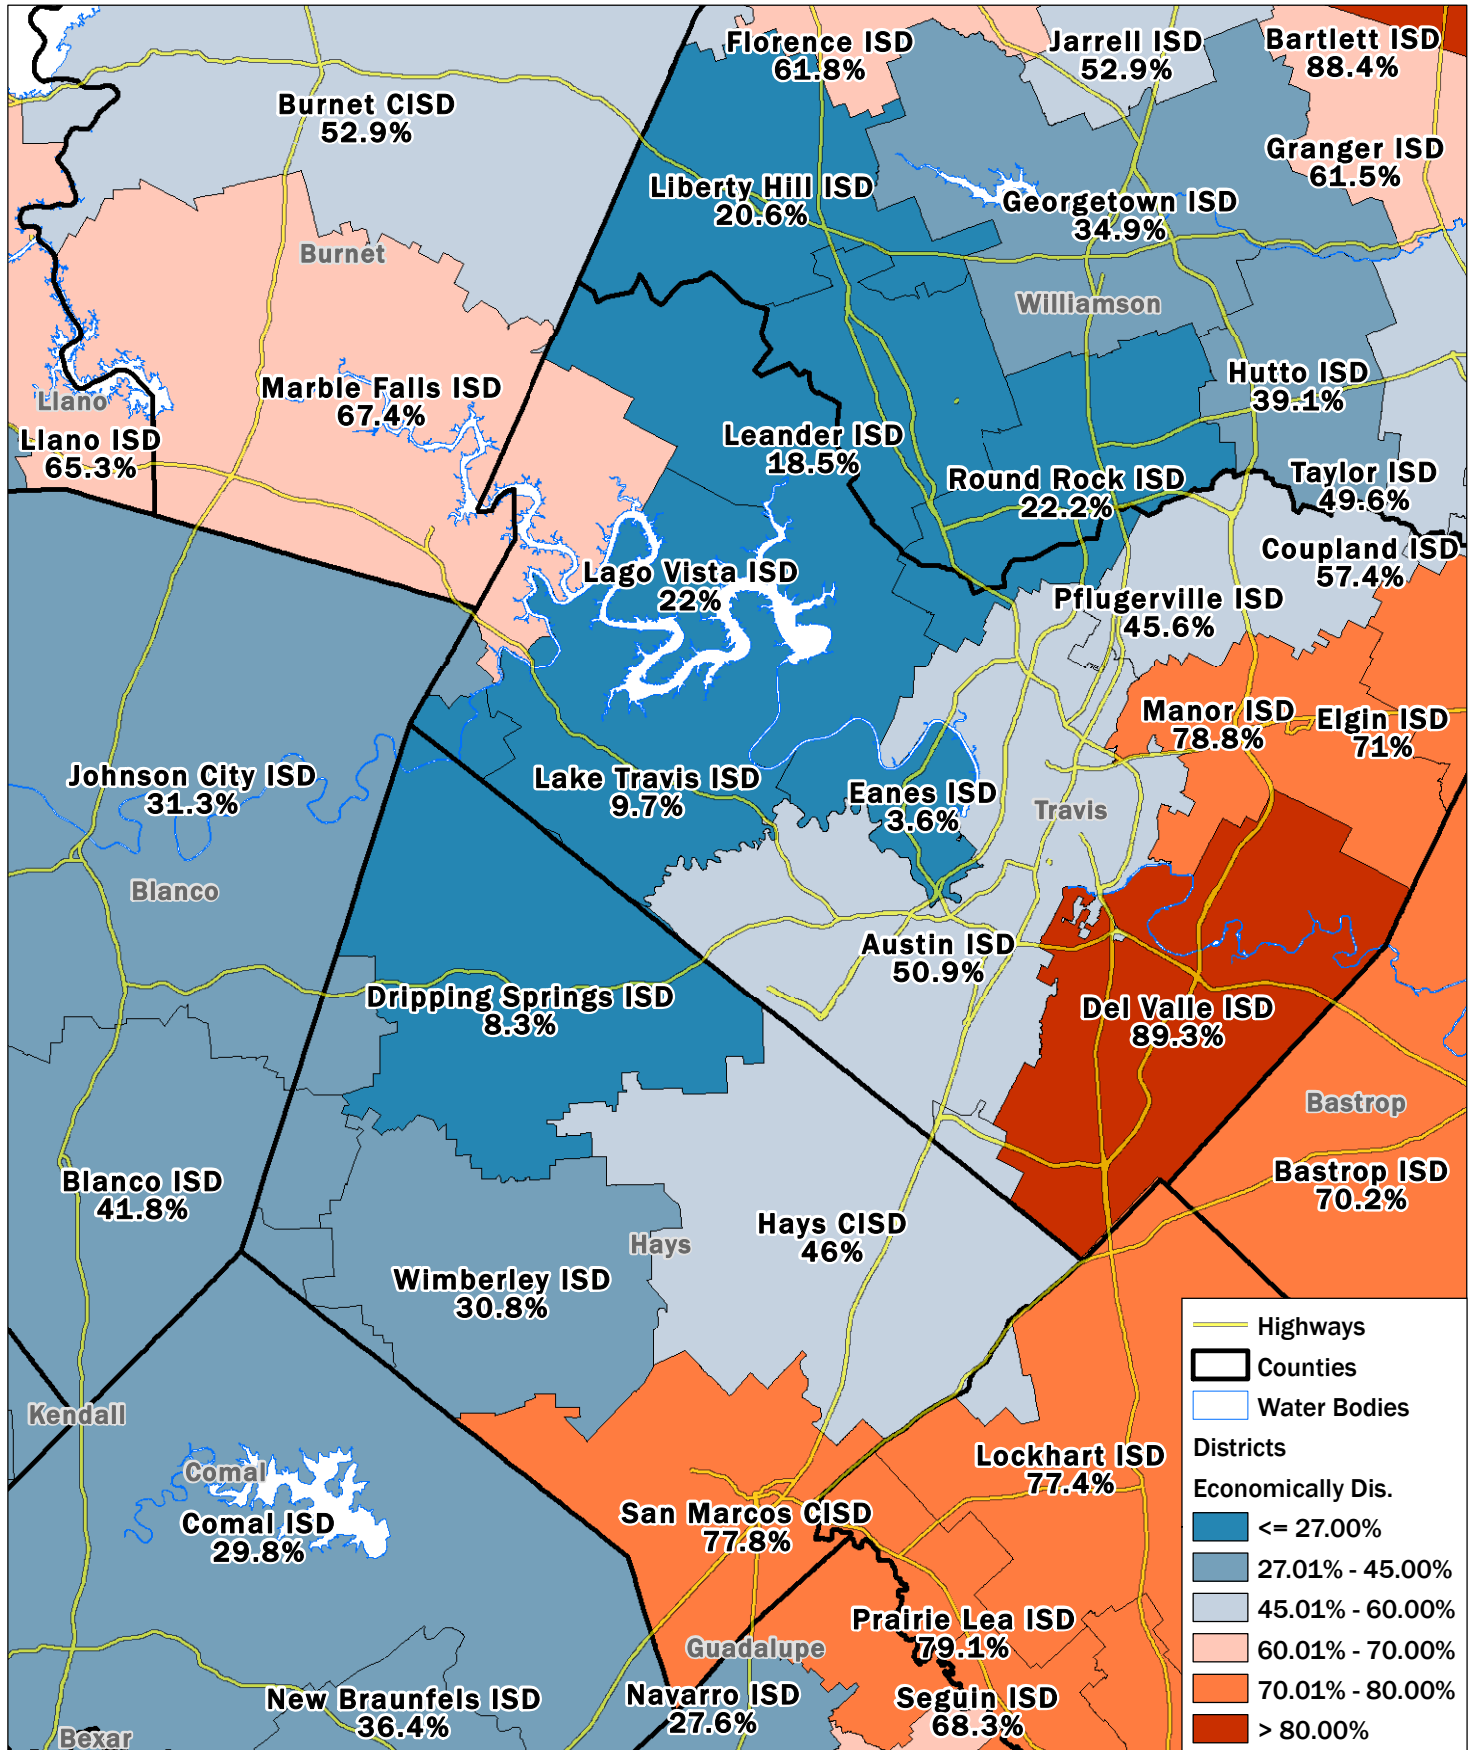 Florence ISD
61.8%
Jarrell ISD
52.9%
Bartlett ISD
88.4%
Burnet CISD
52.9%
Granger ISD
61.5%
Liberty Hill ISD
20.6%
Georgetown ISD
34.9%
Burnet
Williamson
Marble Falls ISD
67.4%
Hutto ISD
39.1%
Llano
Llano ISD
65.3%
Leander ISD
18.5%
Round Rock ISD
22.2%
Taylor ISD
49.6%
Coupland ISD
57.4%
Lago Vista ISD
22%
Pflugerville ISD
45.6%
Manor ISD
78.8%
Elgin ISD
71%
Johnson City ISD
31.3%
Lake Travis ISD
9.7%
Eanes ISD
3.6%
Travis
Blanco
Austin ISD
50.9%
Dripping Springs ISD
8.3%
Del Valle ISD
89.3%
Bastrop
Bastrop ISD
70.2%
Blanco ISD
41.8%
Hays CISD
46%
Hays
Wimberley ISD
30.8%
Kendall
Comal
Comal ISD
29.8%
Lockhart ISD
77.4%
San Marcos CISD
77.8%
Prairie Lea ISD
79.1%
Guadalupe
New Braunfels ISD
36.4%
Navarro ISD
27.6%
Seguin ISD
68.3%
Bexar
Highways
Counties
Water Bodies
Districts
Economically Dis.
<= 27.00%
27.01% - 45.00%
45.01% - 60.00%
60.01% - 70.00%
70.01% - 80.00%
> 80.00%